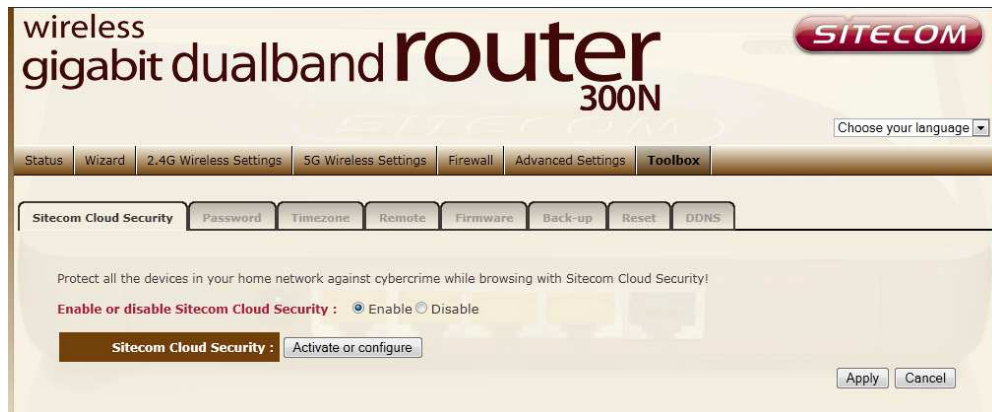 wireless
gigabit dualband router
300N
SITECOM
SITECOM
Choose your language
Status Wizard 2.4G Wireless Settings 5G Wireless Settings Firewall Advanced Settings Toolbox
Sitecom Cloud Security Password Timezone Remote Firmware Back-up Reset DDNS
Protect all the devices in your home network against cybercrime while browsing with Sitecom Cloud Security!
Enable or disable Sitecom Cloud Security : Enable Disable
Sitecom Cloud Security : Activate or configure
Apply Cancel